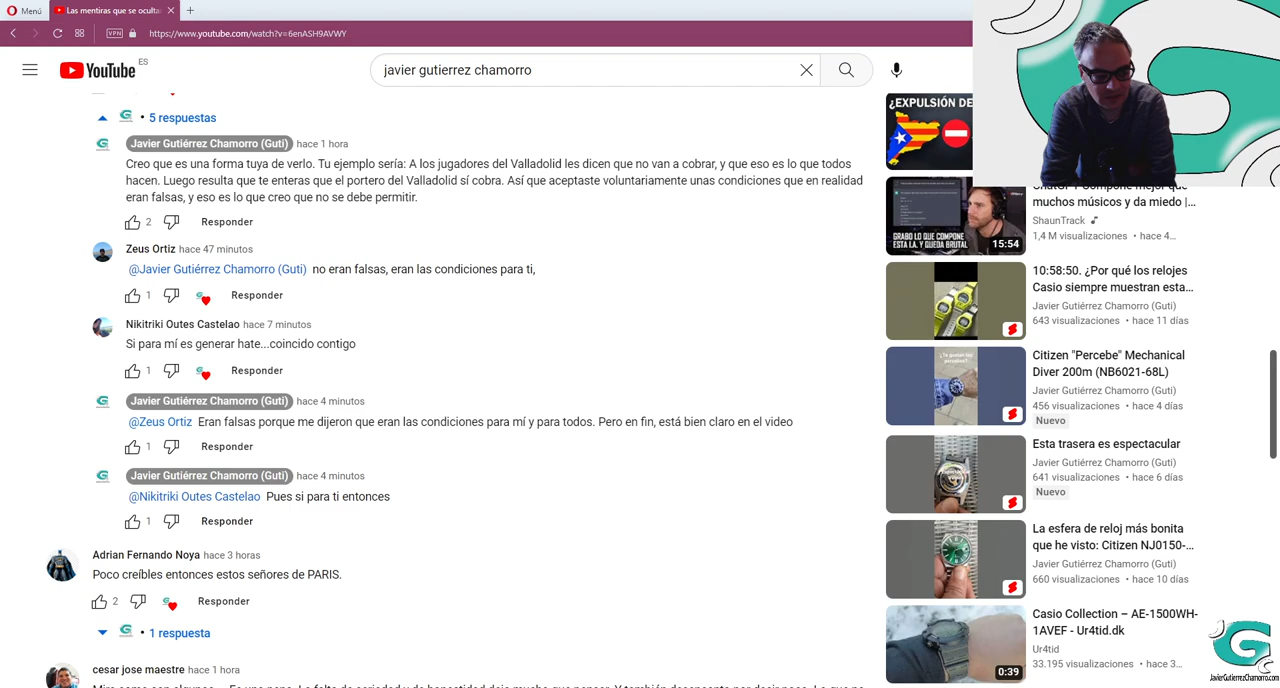 Menú
Las mentiras que se oculta
VPN
https://www.youtube.com/watch?v=6enASH9AVWY
YouTube
ES
javier gutierrez chamorro
• 5 respuestas
Javier Gutiérrez Chamorro (Guti) hace 1 hora
Creo que es una forma tuya de verlo. Tu ejemplo sería: A los jugadores del Valladolid les dicen que no van a cobrar, y que eso es lo que todos
hacen. Luego resulta que te enteras que el portero del Valladolid sí cobra. Así que aceptaste voluntariamente unas condiciones que en realidad
eran falsas, y eso es lo que creo que no se debe permitir.
2 Responder
Zeus Ortiz hace 47 minutos
@Javier Gutiérrez Chamorro (Guti) no eran falsas, eran las condiciones para ti,
1 Responder
Nikitriki Outes Castelao hace 7 minutos
Si para mí es generar hate...coincido contigo
1 Responder
Javier Gutiérrez Chamorro (Guti) hace 4 minutos
@Zeus Ortiz Eran falsas porque me dijeron que eran las condiciones para mí y para todos. Pero en fin, está bien claro en el video
1 Responder
Javier Gutiérrez Chamorro (Guti) hace 4 minutos
@Nikitriki Outes Castelao Pues si para ti entonces
1 Responder
Adrian Fernando Noya hace 3 horas
Poco creíbles entonces estos señores de PARIS.
2 Responder
• 1 respuesta
cesar jose maestre hace 1 hora
¿EXPULSIÓN DE
GRABO LO QUE COMPONE
ESTA I.A. Y QUEDA BRUTAL
15:54
muchos músicos y da miedo |...
ShaunTrack
1,4 M visualizaciones • hace 4...
10:58:50. ¿Por qué los relojes
Casio siempre muestran esta...
Javier Gutiérrez Chamorro (Guti)
643 visualizaciones • hace 11 días
Citizen "Percebe" Mechanical
Diver 200m (NB6021-68L)
Javier Gutiérrez Chamorro (Guti)
456 visualizaciones • hace 4 días
Nuevo
Esta trasera es espectacular
Javier Gutiérrez Chamorro (Guti)
641 visualizaciones • hace 6 días
Nuevo
La esfera de reloj más bonita
que he visto: Citizen NJ0150-...
Javier Gutiérrez Chamorro (Guti)
660 visualizaciones • hace 10 días
Casio Collection – AE-1500WH-
1AVEF - Ur4tid.dk
Ur4tid
33.195 visualizaciones • hace 3...
0:39
JavierGutierrezChamorro.com